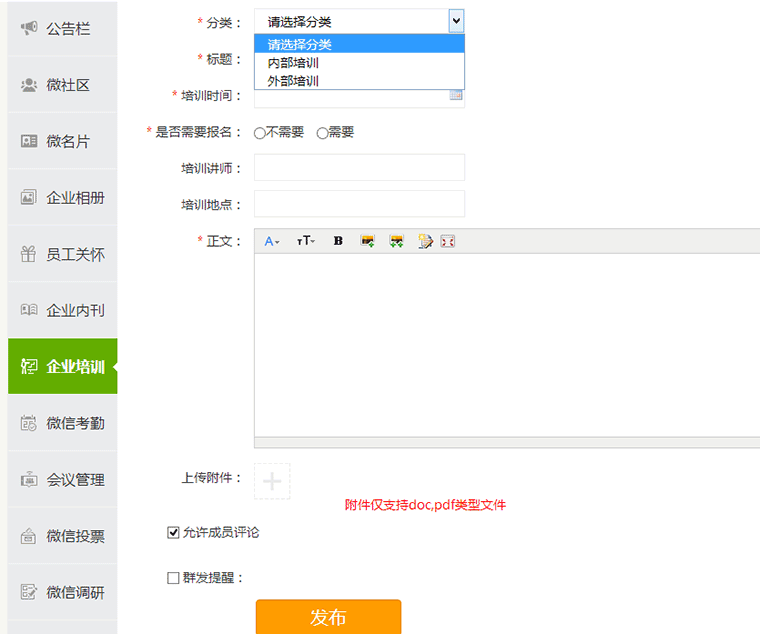 公告栏
微社区
微名片
企业相册
员工关怀
企业内刊
企业培训
微信考勤
会议管理
微信投票
微信调研
* 分类： 请选择分类
请选择分类
内部培训
外部培训
* 标题：
* 培训时间：
* 是否需要报名： 不需要 需要
培训讲师：
培训地点：
* 正文： A TT B
上传附件：
附件仅支持doc,pdf类型文件
允许成员评论
群发提醒：
发布